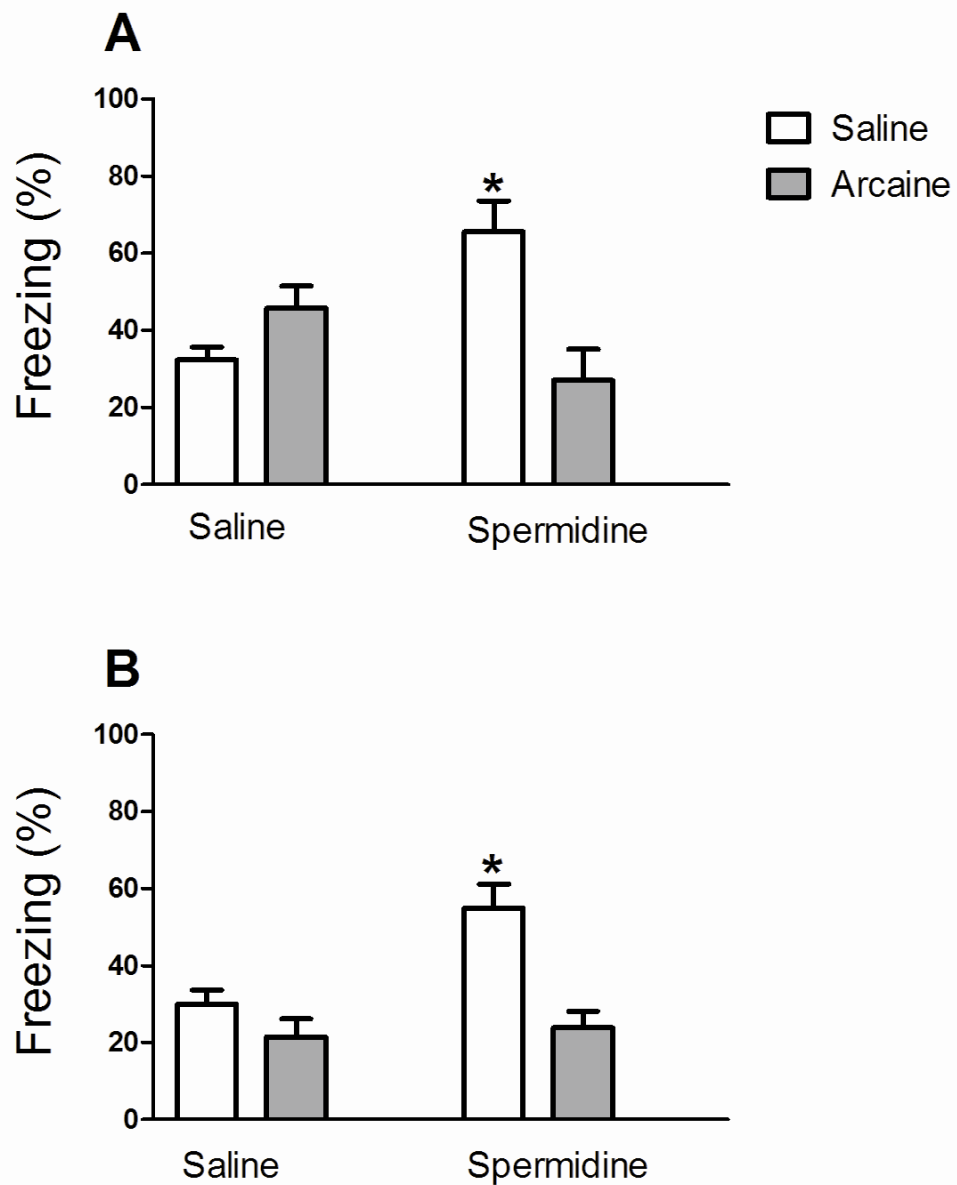 A
Freezing (%)
100
80
60
40
20
0
*
Saline
Spermidine
Saline
Arcaine
B
Freezing (%)
100
80
60
40
20
0
*
Saline
Spermidine